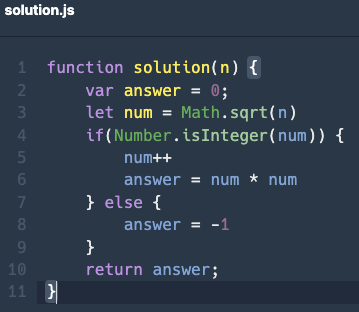 solution.js
1 function solution(n) {
2     var answer = 0;
3     let num = Math.sqrt(n)
4     if(Number.isInteger(num)) {
5         num++
6         answer = num * num
7     } else {
8         answer = -1
9     }
10     return answer;
11 }